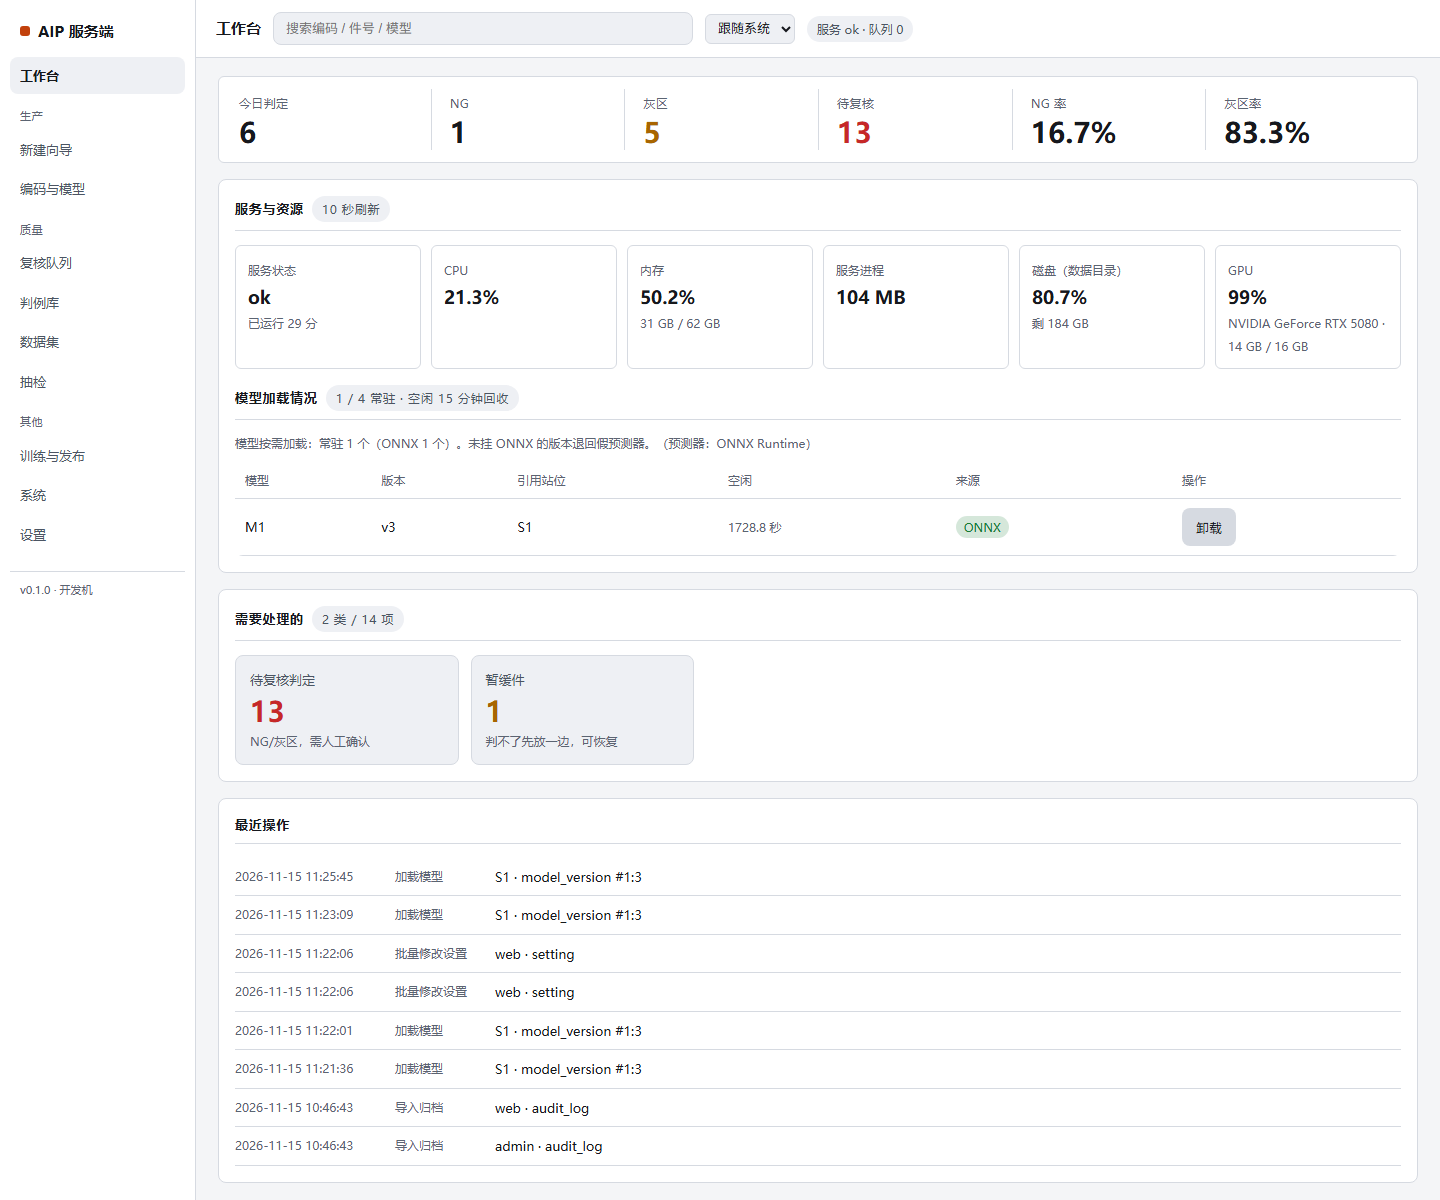 AIP 服务端
工作台
生产
新建向导
编码与模型
质量
复核队列
判例库
数据集
抽检
其他
训练与发布
系统
设置
v0.1.0 · 开发机
工作台
搜索编码 / 件号 / 模型
跟随系统
服务 ok · 队列 0
今日判定
6
NG
1
灰区
5
待复核
13
NG 率
16.7%
灰区率
83.3%
服务与资源
10 秒刷新
服务状态
ok
已运行 29 分
CPU
21.3%
内存
50.2%
31 GB / 62 GB
服务进程
104 MB
磁盘（数据目录）
80.7%
剩 184 GB
GPU
99%
NVIDIA GeForce RTX 5080 ·
14 GB / 16 GB
模型加载情况
1 / 4 常驻 · 空闲 15 分钟回收
模型按需加载：常驻 1 个（ONNX 1 个）。未挂 ONNX 的版本退回假预测器。（预测器：ONNX Runtime）
模型 版本 引用站位 空闲 来源 操作
M1 v3 S1 1728.8 秒 ONNX 卸载
需要处理的
2 类 / 14 项
待复核判定
13
NG/灰区，需人工确认
暂缓件
1
判不了先放一边，可恢复
最近操作
2026-11-15 11:25:45 加载模型 S1 · model_version #1:3
2026-11-15 11:23:09 加载模型 S1 · model_version #1:3
2026-11-15 11:22:06 批量修改设置 web · setting
2026-11-15 11:22:06 批量修改设置 web · setting
2026-11-15 11:22:01 加载模型 S1 · model_version #1:3
2026-11-15 11:21:36 加载模型 S1 · model_version #1:3
2026-11-15 10:46:43 导入归档 web · audit_log
2026-11-15 10:46:43 导入归档 admin · audit_log